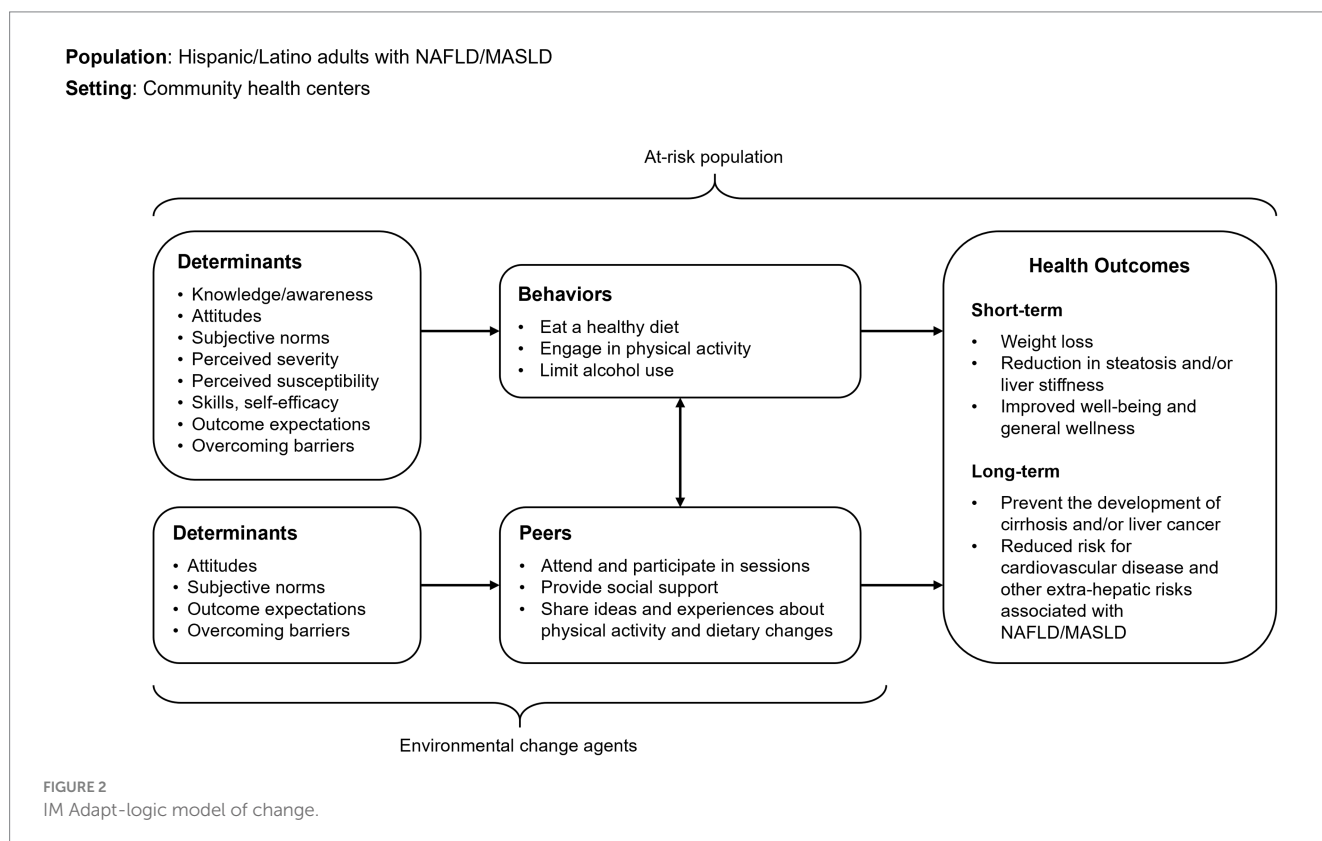 Population: Hispanic/Latino adults with NAFLD/MASLD
Setting: Community health centers
At-risk population
Determinants
• Knowledge/awareness
• Attitudes
• Subjective norms
• Perceived severity
• Perceived susceptibility
• Skills, self-efficacy
• Outcome expectations
• Overcoming barriers
Behaviors
• Eat a healthy diet
• Engage in physical activity
• Limit alcohol use
Health Outcomes
Short-term
• Weight loss
• Reduction in steatosis and/or
liver stiffness
• Improved well-being and
general wellness
Long-term
• Prevent the development of
cirrhosis and/or liver cancer
• Reduced risk for
cardiovascular disease and
other extra-hepatic risks
associated with
NAFLD/MASLD
Determinants
• Attitudes
• Subjective norms
• Outcome expectations
• Overcoming barriers
Peers
• Attend and participate in sessions
• Provide social support
• Share ideas and experiences about
physical activity and dietary changes
Environmental change agents
FIGURE 2
IM Adapt-logic model of change.